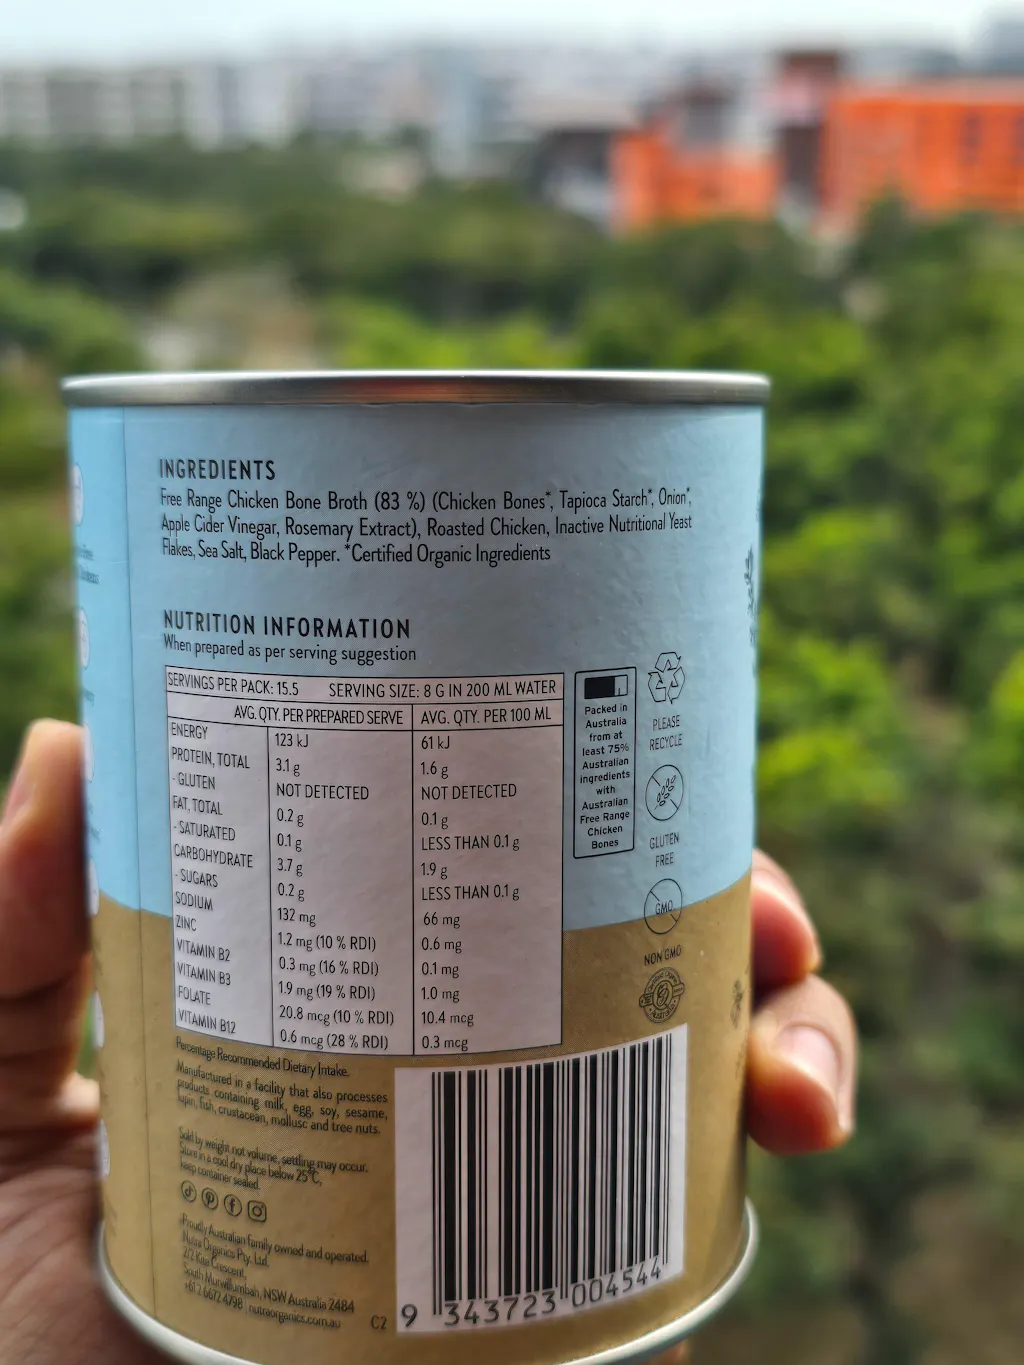 INGREDIENTS
Free Range Chicken Bone Broth (83 %) (Chicken Bones*, Tapioca Starch*, Onion*,
Apple Cider Vinegar, Rosemary Extract), Roasted Chicken, Inactive Nutritional Yeast
Flakes, Sea Salt, Black Pepper. *Certified Organic Ingredients
NUTRITION INFORMATION
When prepared as per serving suggestion
SERVINGS PER PACK: 15.5 SERVING SIZE: 8 G IN 200 ML WATER
AVG. QTY. PER PREPARED SERVE AVG. QTY. PER 100 ML
ENERGY 123 kJ 61 kJ
PROTEIN, TOTAL 3.1 g 1.6 g
- GLUTEN NOT DETECTED NOT DETECTED
FAT, TOTAL 0.2 g 0.1 g
- SATURATED 0.1 g LESS THAN 0.1 g
CARBOHYDRATE 3.7 g 1.9 g
- SUGARS 0.2 g LESS THAN 0.1 g
SODIUM 132 mg 66 mg
ZINC 1.2 mg (10 % RDI) 0.6 mg
VITAMIN B2 0.3 mg (16 % RDI) 0.1 mg
VITAMIN B3 1.9 mg (19 % RDI) 1.0 mg
FOLATE 20.8 mcg (10 % RDI) 10.4 mcg
VITAMIN B12 0.6 mcg (28 % RDI) 0.3 mcg
Percentage Recommended Dietary Intake.
Manufactured in a facility that also processes
products containing milk, egg, soy, sesame,
lupin, fish, crustacean, mollusc and tree nuts.
Sold by weight not volume, settling may occur.
Store in a cool dry place below 25°C,
keep container sealed.
Proudly Australian family owned and operated.
Nutra Organics Pty. Ltd.
2/2 Kite Crescent,
South Murwillumbah, NSW Australia 2484
+61 2 6672 4798 | nutraorganics.com.au
C2
9 343723 004544
Packed in
Australia
from at
least 75%
Australian
ingredients
with
Australian
Free Range
Chicken
Bones
PLEASE
RECYCLE
GLUTEN
FREE
GMO
NON GMO